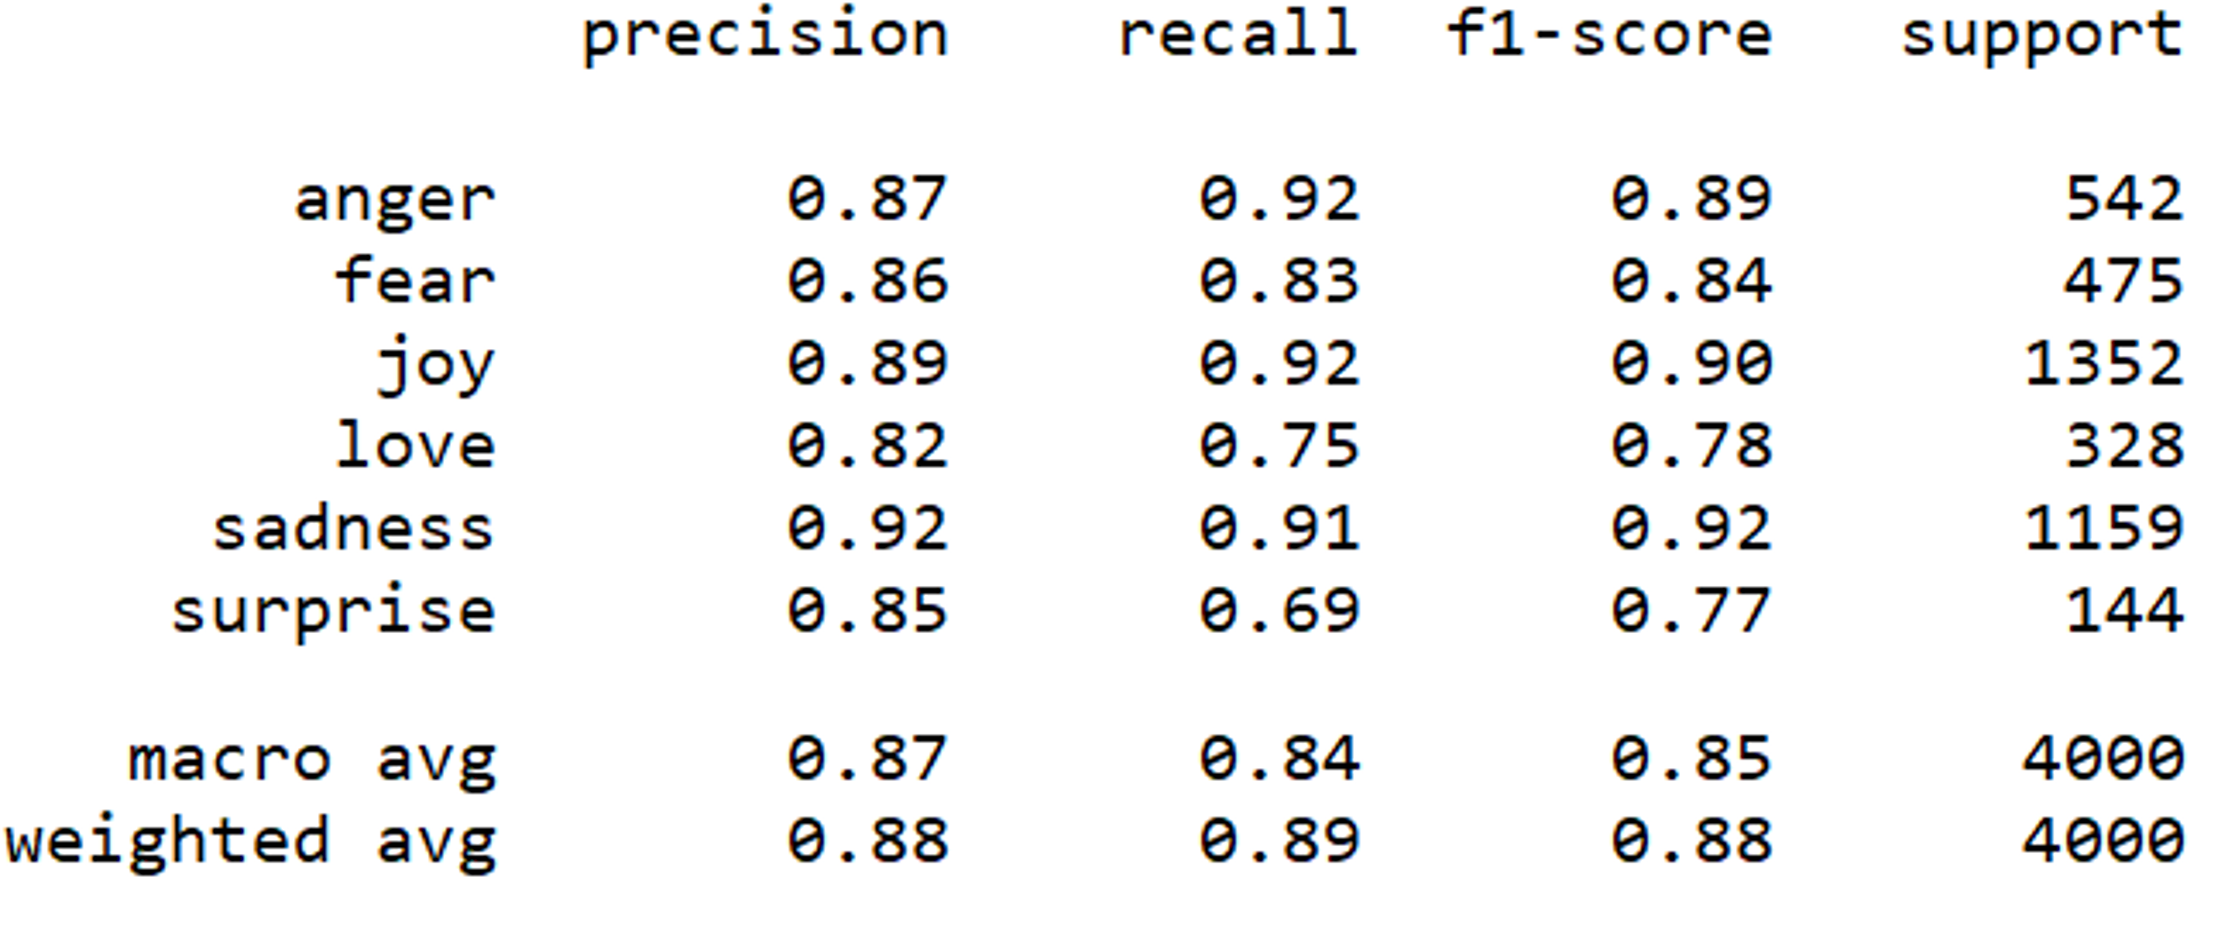 precision recall f1-score support
anger 0.87 0.92 0.89 542
fear 0.86 0.83 0.84 475
joy 0.89 0.92 0.90 1352
love 0.82 0.75 0.78 328
sadness 0.92 0.91 0.92 1159
surprise 0.85 0.69 0.77 144
macro avg 0.87 0.84 0.85 4000
weighted avg 0.88 0.89 0.88 4000